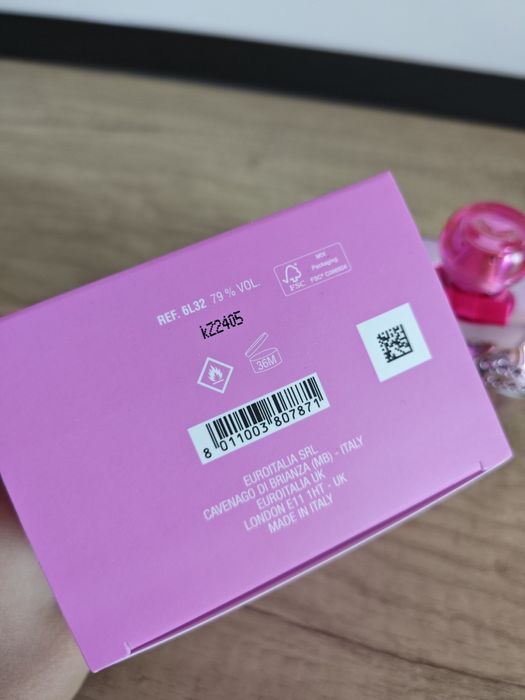 REF. 6L32 79 % VOL.
KZ2405
FSC
MIX
Packaging
36M
8 011003 807871
EUROITALIA SRL
CAVENAGO DI BRIANZA (MB) - ITALY
EUROITALIA UK
LONDON E11 1HT - UK
MADE IN ITALY